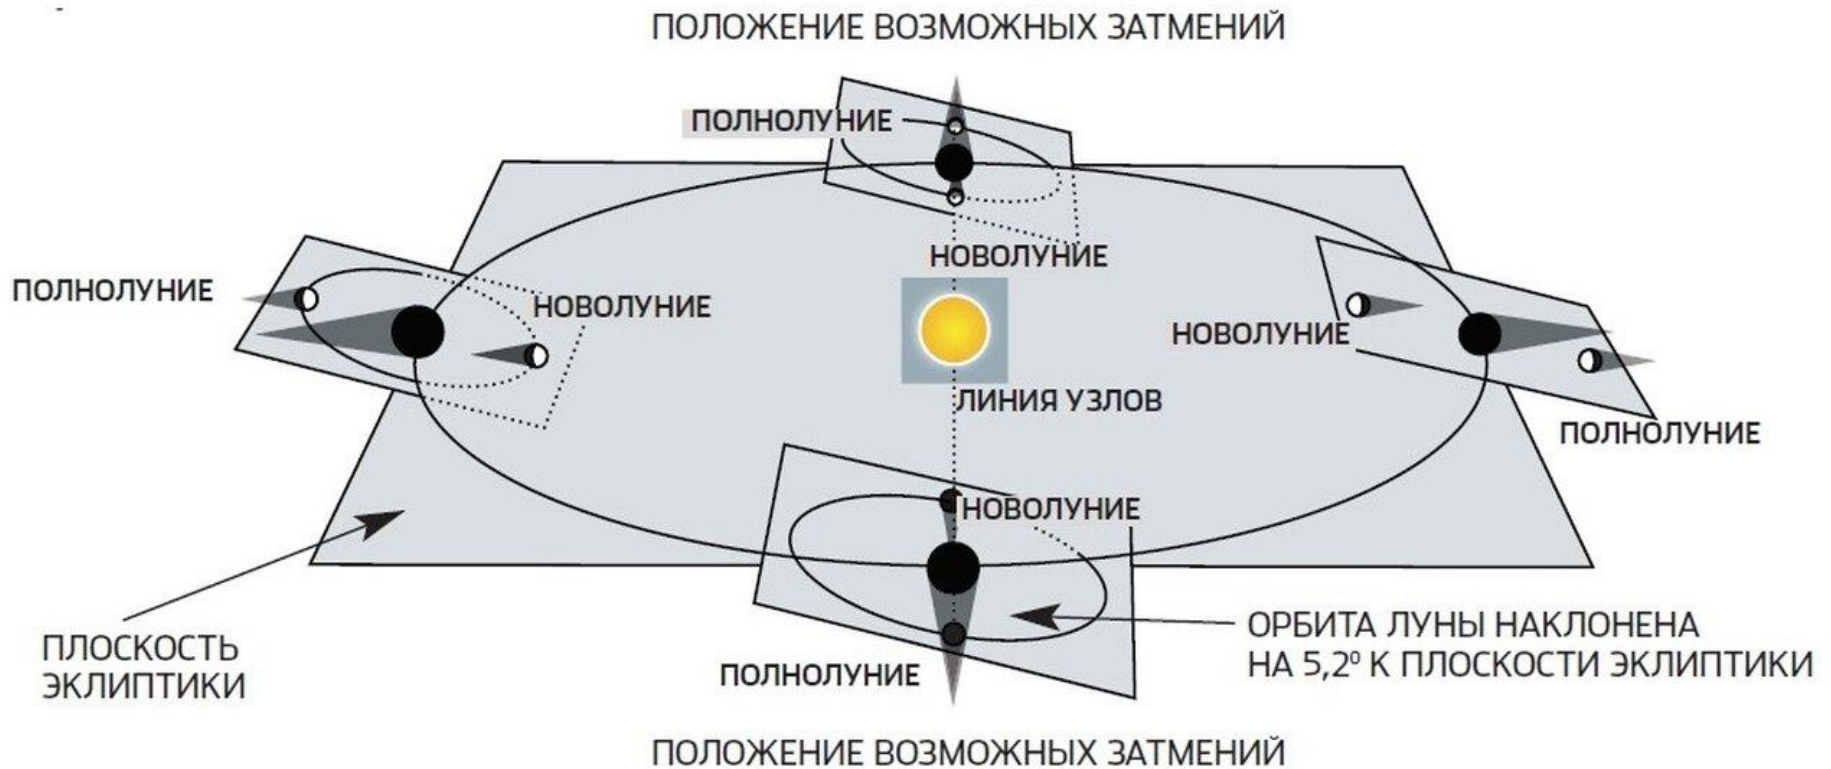 ПОЛОЖЕНИЕ ВОЗМОЖНЫХ ЗАТМЕНИЙ
ПОЛНОЛУНИЕ
НОВОЛУНИЕ
ПОЛНОЛУНИЕ
НОВОЛУНИЕ
НОВОЛУНИЕ
ЛИНИЯ УЗЛОВ
ПОЛНОЛУНИЕ
НОВОЛУНИЕ
ПЛОСКОСТЬ
ЭКЛИПТИКИ
ПОЛНОЛУНИЕ
ОРБИТА ЛУНЫ НАКЛОНЕНА
НА 5,2⁰ К ПЛОСКОСТИ ЭКЛИПТИКИ
ПОЛОЖЕНИЕ ВОЗМОЖНЫХ ЗАТМЕНИЙ